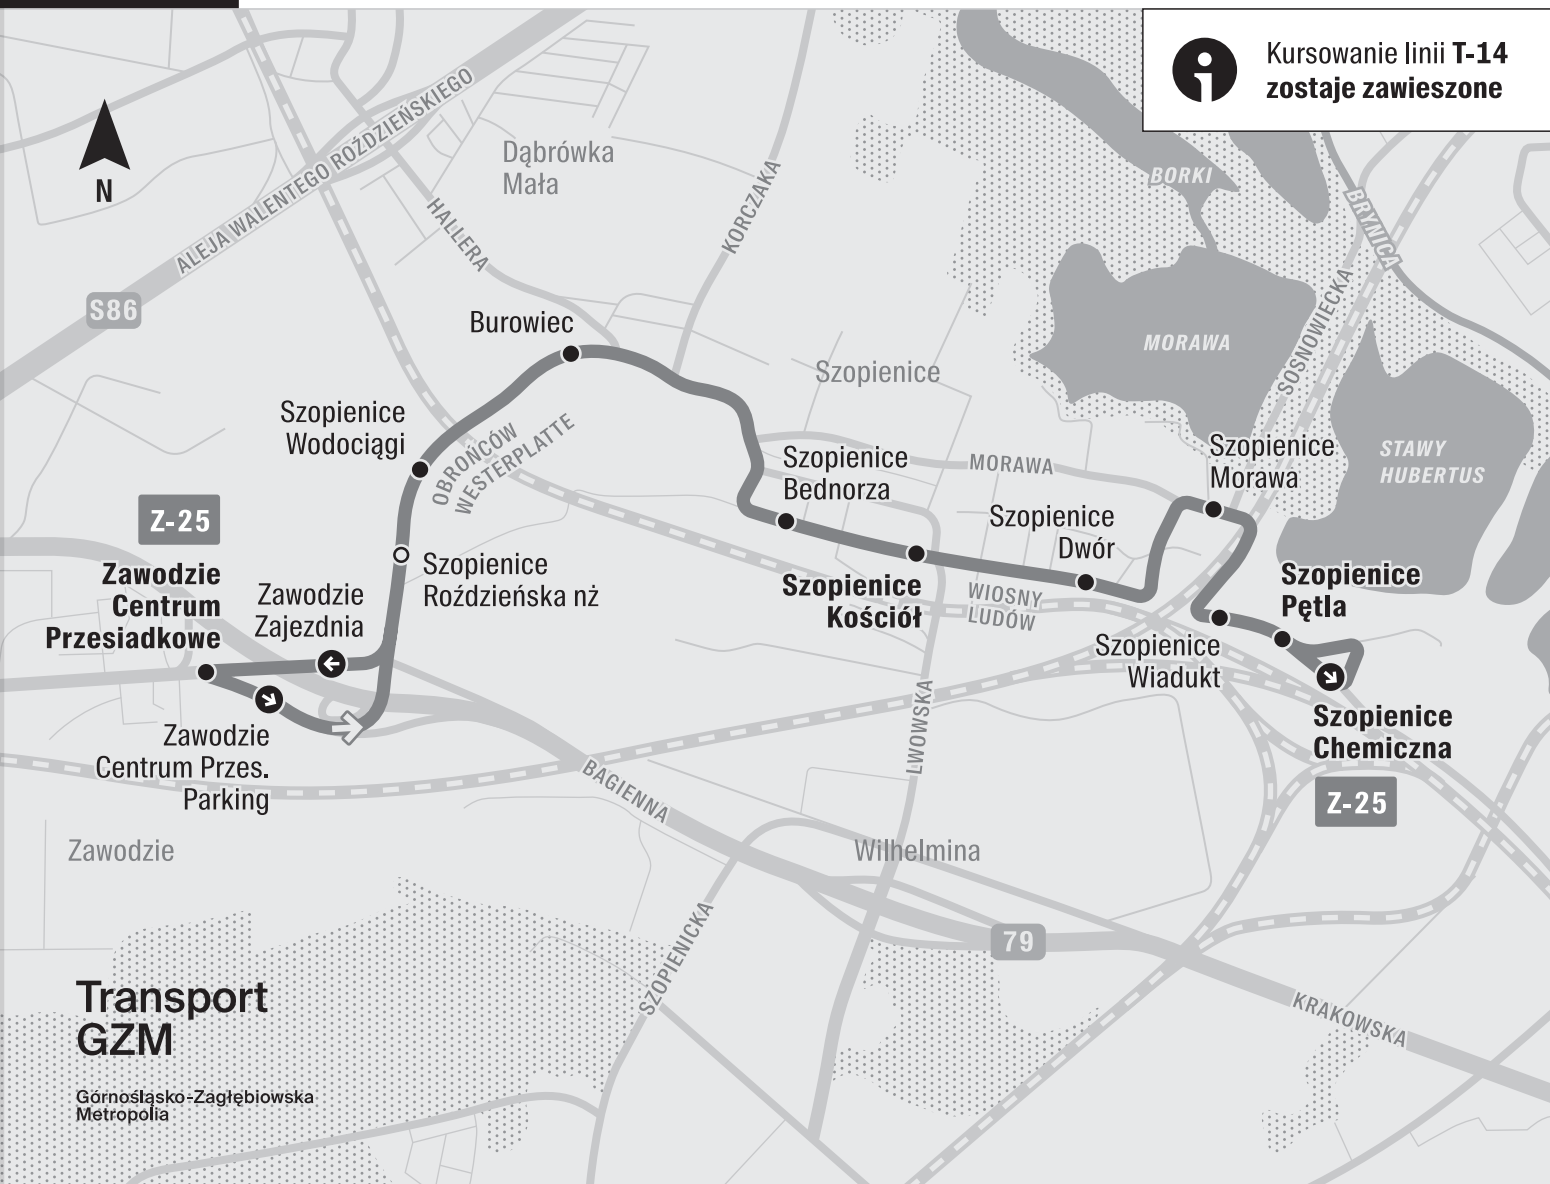 Kursowanie linii T-14
zostaje zawieszone
N
ALEJA WALENTEGO ROŹDZIEŃSKIEGO
Dąbrówka
Mała
HALLERA
KORCZAKA
BORKI
BRYNICA
S86
Burowiec
MORAWA
SOSNOWIECKA
Szopienice
Szopienice
Wodociągi
OBROŃCÓW
WESTERPLATTE
Szopienice
Bednorza
MORAWA
Szopienice
Morawa
STAWY
HUBERTUS
Z-25
Zawodzie
Centrum
Przesiadkowe
Zawodzie
Zajezdnia
Szopienice
Roździeńska nż
Szopienice
Dwór
Szopienice
Kościół
WIOSNY
LUDÓW
Szopienice
Pętla
Szopienice
Wiadukt
Zawodzie
Centrum Przes.
Parking
LWOWSKA
Szopienice
Chemiczna
Z-25
BAGIENNA
Zawodzie
Wilhelmina
SZOPIENICKA
79
KRAKOWSKA
Transport
GZM
Górnośląsko-Zagłębiowska
Metropolia